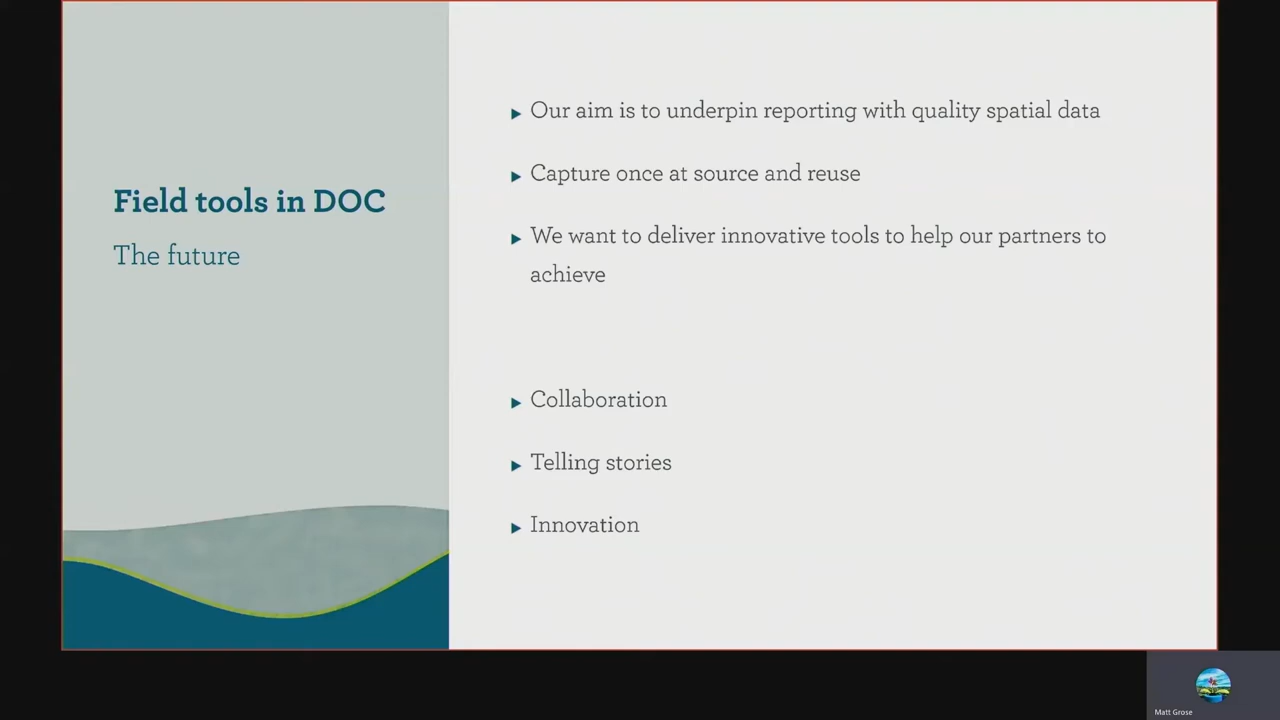 Field tools in DOC
The future
Our aim is to underpin reporting with quality spatial data
Capture once at source and reuse
We want to deliver innovative tools to help our partners to
achieve
Collaboration
Telling stories
Innovation
Matt Grose